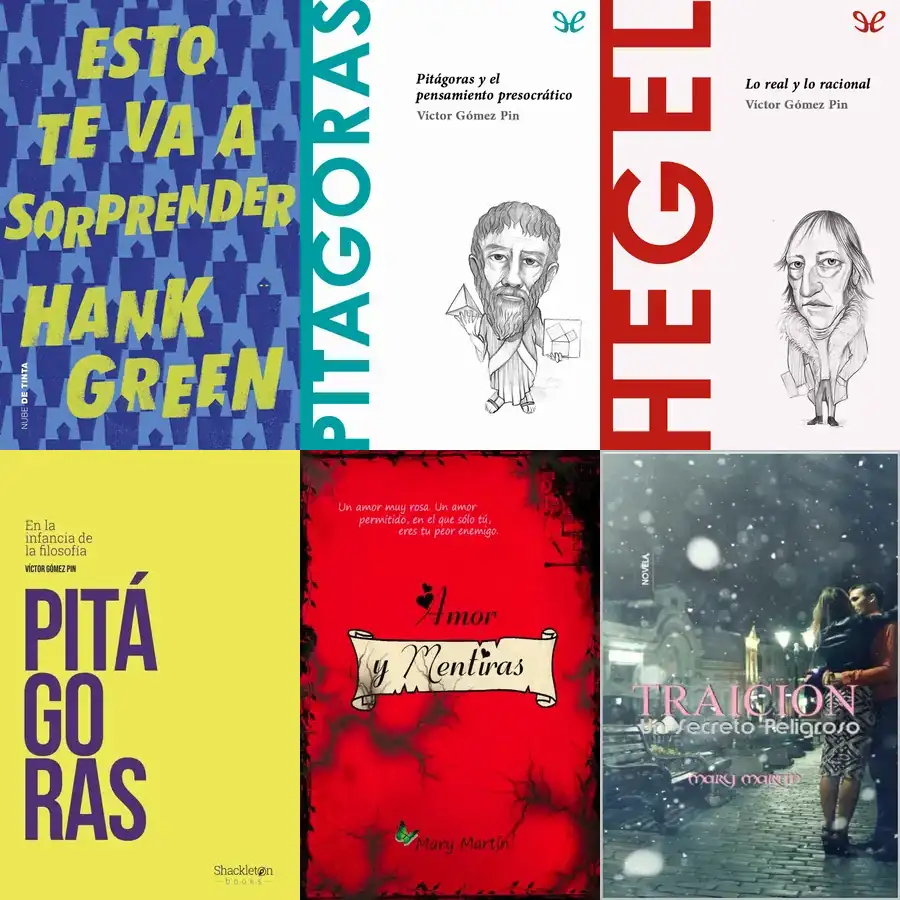 ESTO
TE VA A
SORPRENDER
HANK
GREEN
NUBE DE TINTA
PITAGORAS
Pitágoras y el
pensamiento presocrático
Víctor Gómez Pin
HEGEL
Lo real y lo racional
Víctor Gómez Pin
En la
infancia de
la filosofía
VÍCTOR GÓMEZ PIN
PITÁ
GO
RAS
Shackleton
books
Un amor muy rosa. Un amor
permitido, en el que sólo tú,
eres tu peor enemigo.
Amor
y Mentiras
Mary Martín
NOVELA
TRAICION
Un Secreto Peligroso
MARY MARTIN